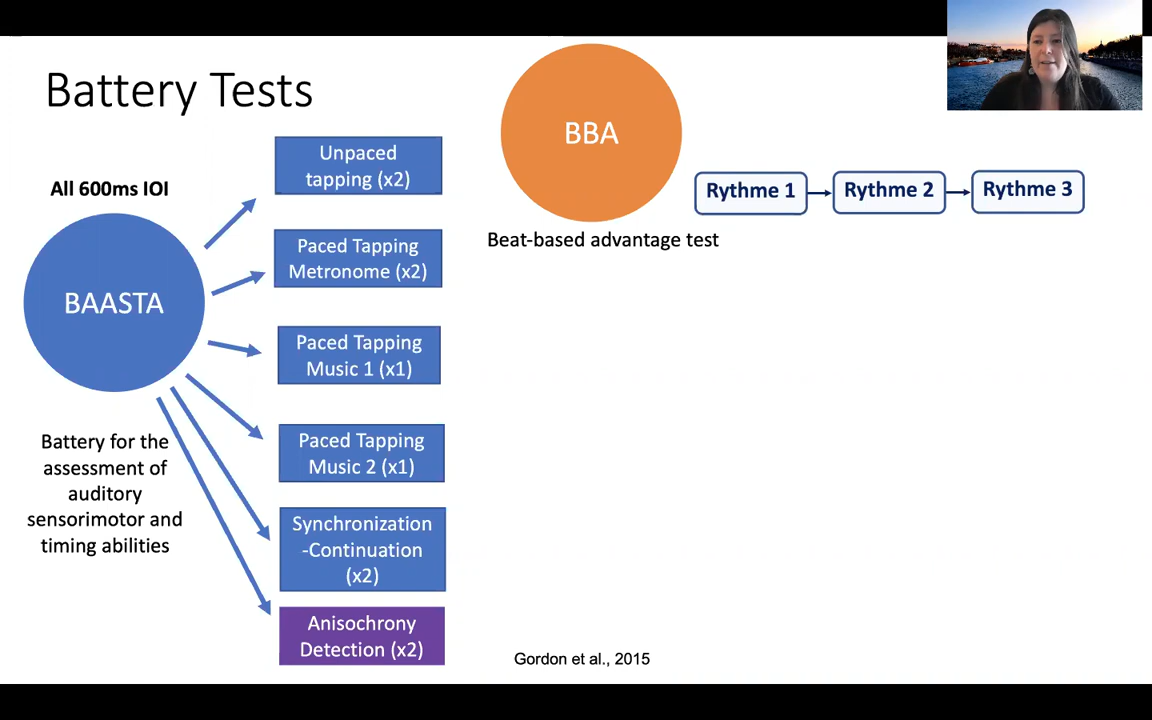 Battery Tests
All 600ms IOI
BAASTA
Battery for the
assessment of
auditory
sensorimotor and
timing abilities
Unpaced
tapping (x2)
Paced Tapping
Metronome (x2)
Paced Tapping
Music 1 (x1)
Paced Tapping
Music 2 (x1)
Synchronization
-Continuation
(x2)
Anisochrony
Detection (x2)
BBA
Beat-based advantage test
Rythme 1
Rythme 2
Rythme 3
Gordon et al., 2015